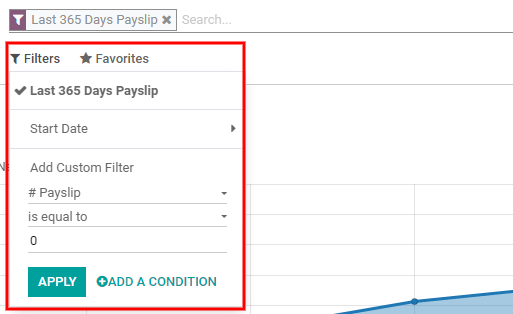 Last 365 Days Payslip Search...
Filters Favorites
Last 365 Days Payslip
Start Date
Add Custom Filter
# Payslip
is equal to
0
APPLY ADD A CONDITION